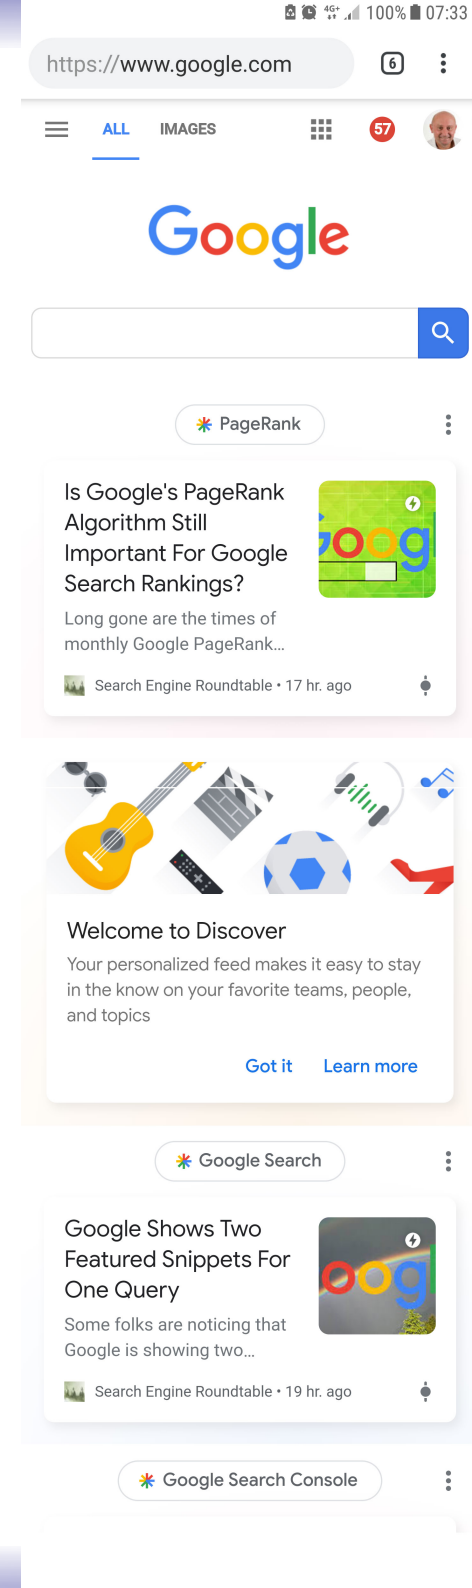 4G+ 100% 07:33
https://www.google.com 6
ALL IMAGES 57
Google
PageRank
Is Google's PageRank
Algorithm Still
Important For Google
Search Rankings?
Long gone are the times of
monthly Google PageRank...
Search Engine Roundtable • 17 hr. ago
Goog
Welcome to Discover
Your personalized feed makes it easy to stay
in the know on your favorite teams, people,
and topics
Got it Learn more
Google Search
Google Shows Two
Featured Snippets For
One Query
Some folks are noticing that
Google is showing two...
Search Engine Roundtable • 19 hr. ago
oogl
Google Search Console